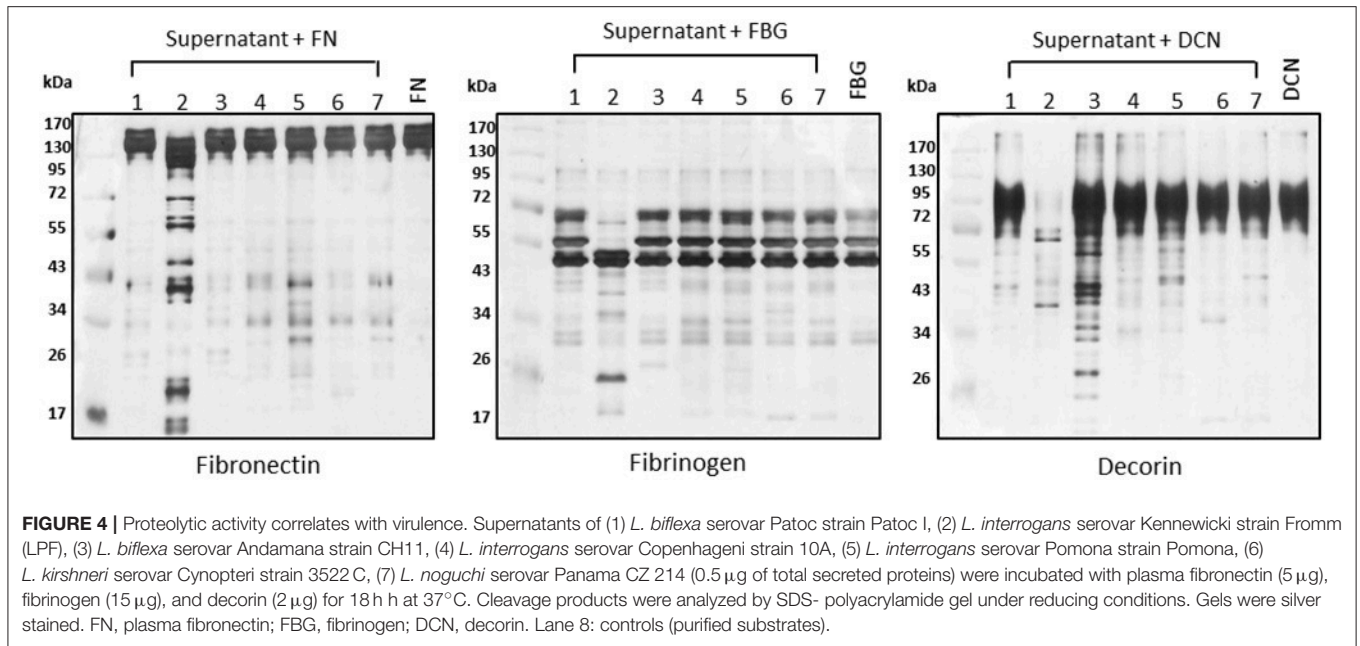 Supernatant + FN
kDa
1 2 3 4 5 6 7 FN
170
130
95
72
55
43
34
26
17
Fibronectin
Supernatant + FBG
kDa
1 2 3 4 5 6 7 FBG
170
130
95
72
55
43
34
26
17
Fibrinogen
Supernatant + DCN
kDa
1 2 3 4 5 6 7 DCN
170
130
95
72
55
43
34
26
Decorin
FIGURE 4 | Proteolytic activity correlates with virulence. Supernatants of (1) L. biflexa serovar Patoc strain Patoc I, (2) L. interrogans serovar Kennewicki strain Fromm
(LPF), (3) L. biflexa serovar Andamana strain CH11, (4) L. interrogans serovar Copenhageni strain 10A, (5) L. interrogans serovar Pomona strain Pomona, (6)
L. kirshneri serovar Cynopteri strain 3522 C, (7) L. noguchi serovar Panama CZ 214 (0.5 μg of total secreted proteins) were incubated with plasma fibronectin (5 μg),
fibrinogen (15 μg), and decorin (2 μg) for 18 h h at 37°C. Cleavage products were analyzed by SDS- polyacrylamide gel under reducing conditions. Gels were silver
stained. FN, plasma fibronectin; FBG, fibrinogen; DCN, decorin. Lane 8: controls (purified substrates).